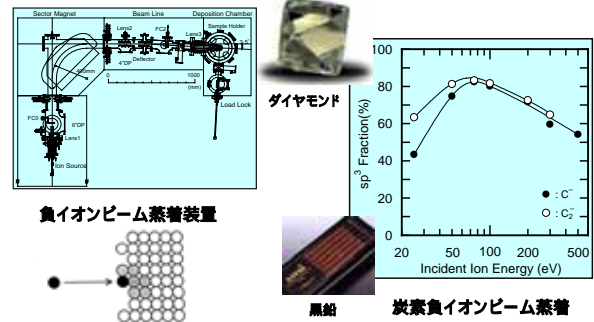 Sector Magnet
Beam Line
Deposition Chamber
Lens2
FC2
Lens3
Sample Holder
Deflector
4"DP
400mm
0
1000
(mm)
Load Lock
FC0
6"DP
Lens1
Ion Source
負イオンビーム蒸着装置
ダイヤモンド
黒鉛
100
80
60
40
20
0
sp³ Fraction(%)
: C⁻
: C₂⁻
20
50
100
200
500
Incident Ion Energy (eV)
炭素負イオンビーム蒸着